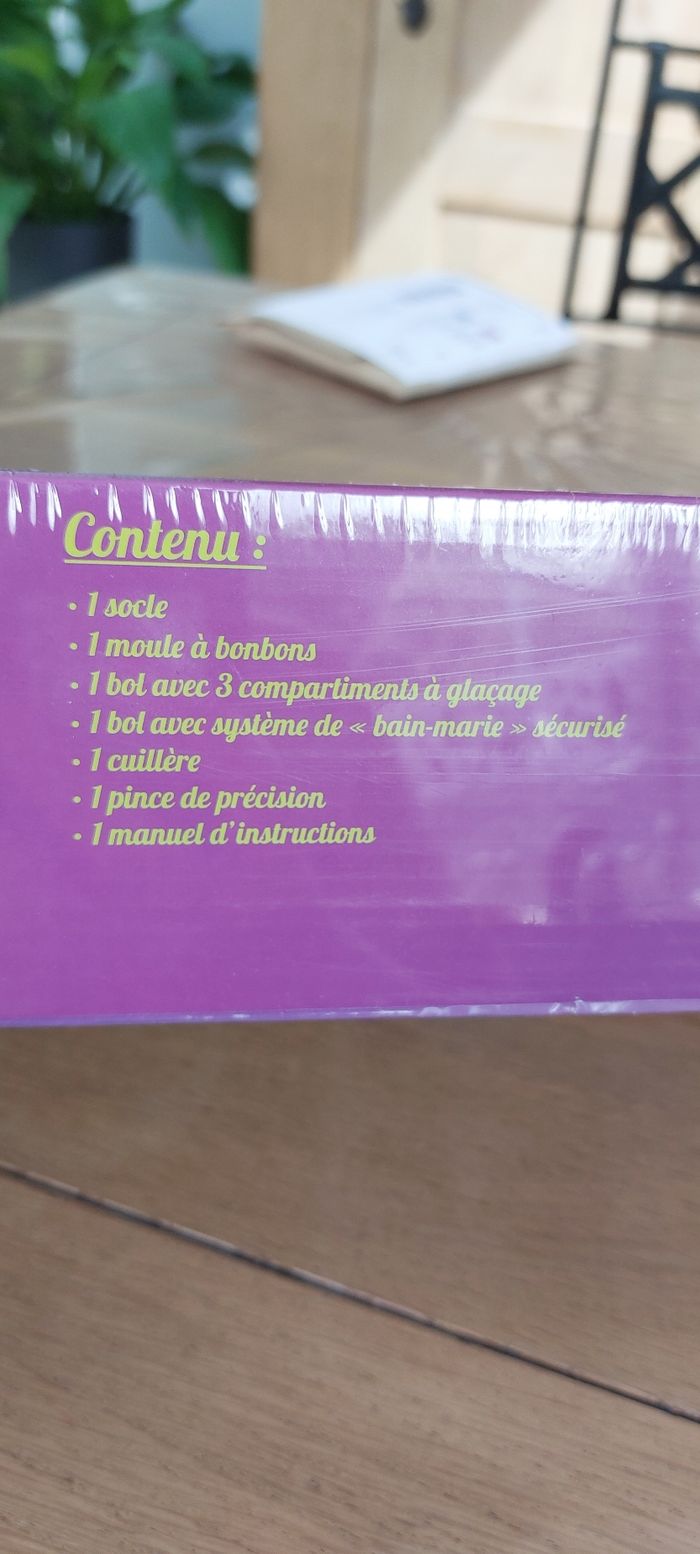 Contenu :
• 1 socle
• 1 moule à bonbons
• 1 bol avec 3 compartiments à glaçage
• 1 bol avec système de « bain-marie » sécurisé
• 1 cuillère
• 1 pince de précision
• 1 manuel d'instructions